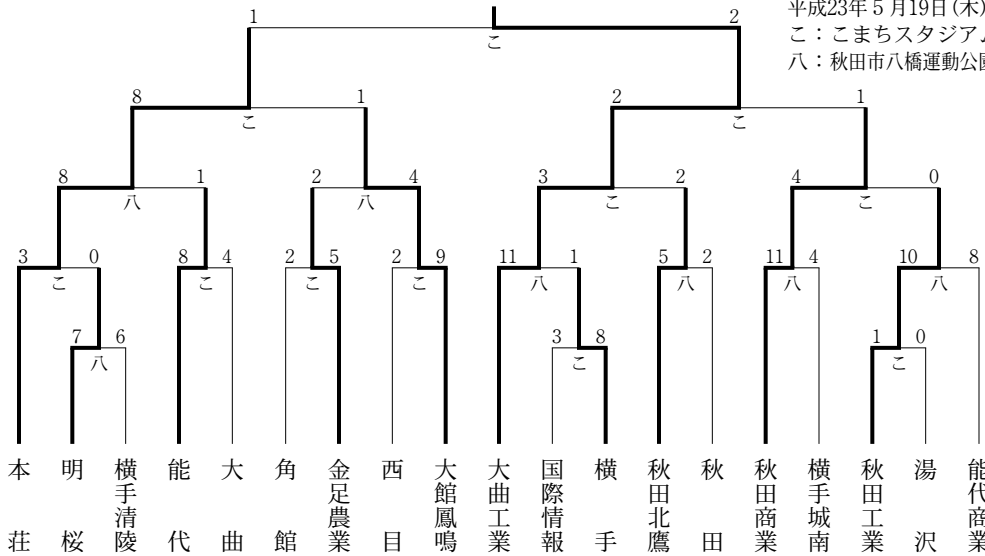 平成23年5月19日(木)
1 2
こ
こ：こまちスタジアム
八：秋田市八橋運動公園
8 1 2 1
こ こ
8 1 2 4 3 2 4 0
八 八 こ こ
3 0 8 4 2 5 2 9 11 1 5 2 11 4 10 8
こ こ こ こ 八 八 八 八
7 6 3 8 1 0
八 こ こ
本荘
明桜
横手清陵
能代
大曲
角館
金足農業
西目
大館鳳鳴
大曲工業
国際情報
横手
秋田北鷹
秋田
秋田商業
横手城南
秋田工業
湯沢
能代商業